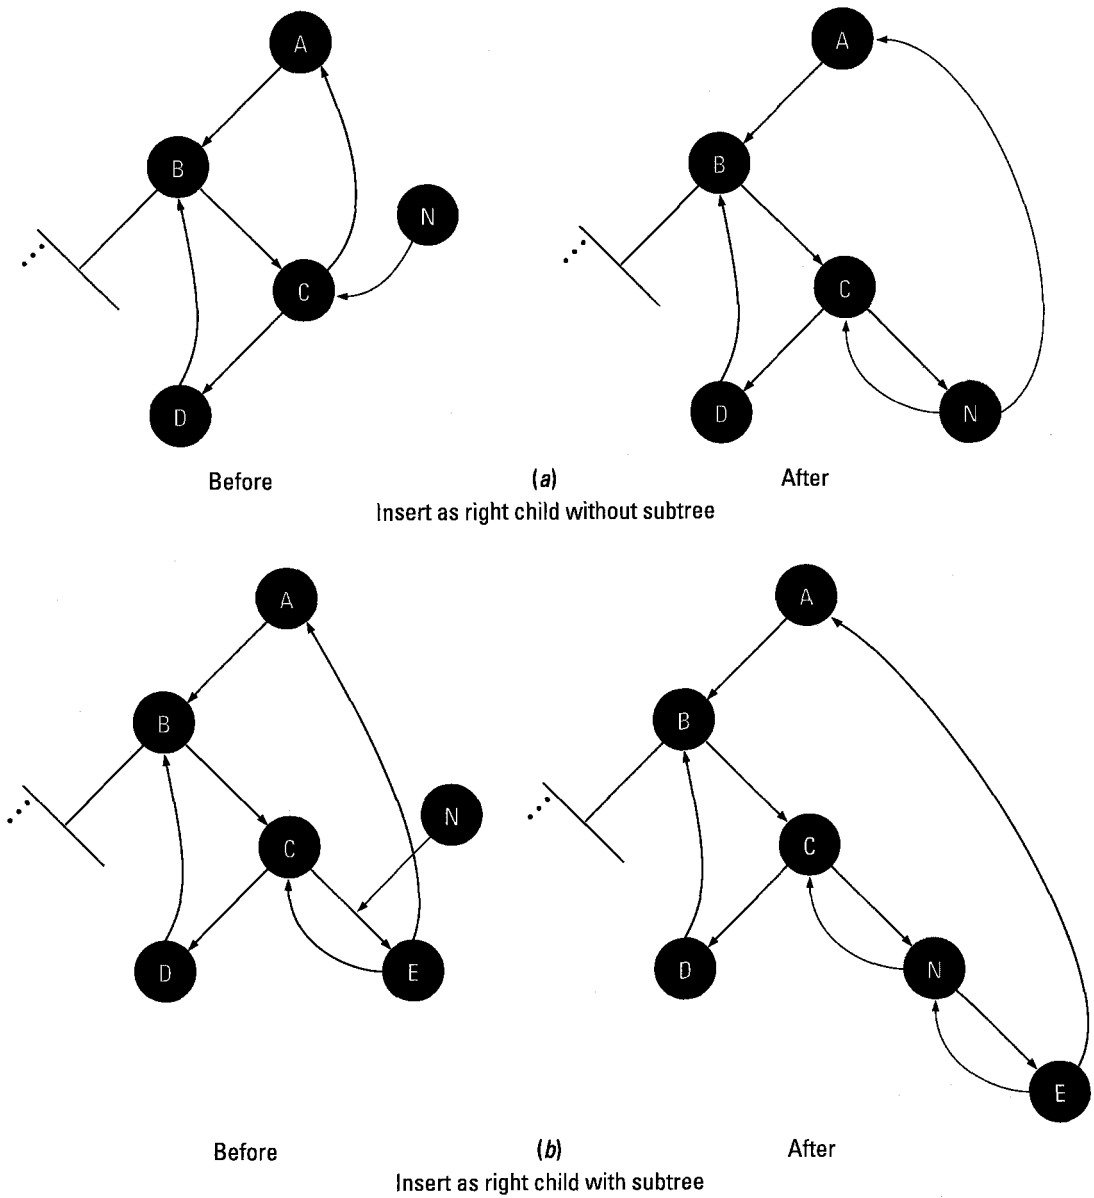 A
A
B
B
N
C
C
D
D
N
Before
(a)
After
Insert as right child without subtree
A
A
B
B
N
C
C
D
E
D
N
E
Before
(b)
After
Insert as right child with subtree